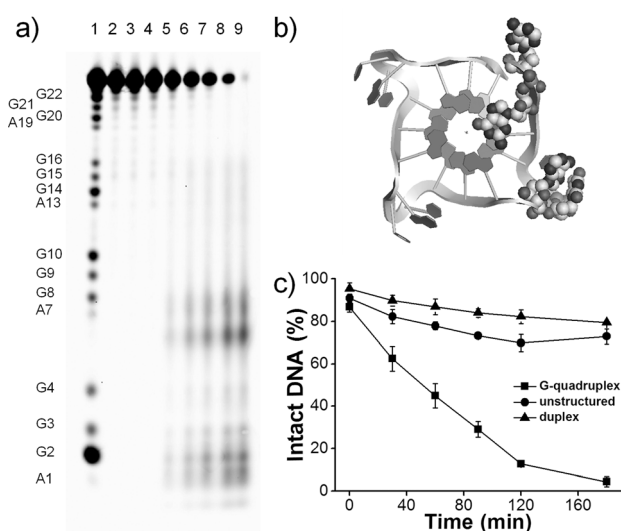 a)
1 2 3 4 5 6 7 8 9
G22
G21
G20
A19
G16
G15
G14
A13
G10
G9
G8
A7
G4
G3
G2
A1
b)
c)
Intact DNA (%)
100
80
60
40
20
0
G-quadruplex
unstructured
duplex
0 40 80 120 160
Time (min)